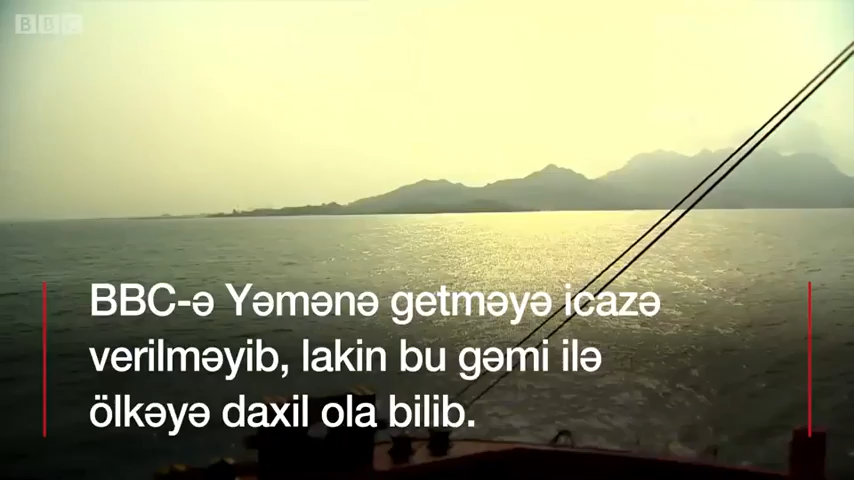 BBC
BBC-ə Yəmənə getməyə icazə
verilməyib, lakin bu gəmi ilə
ölkəyə daxil ola bilib.